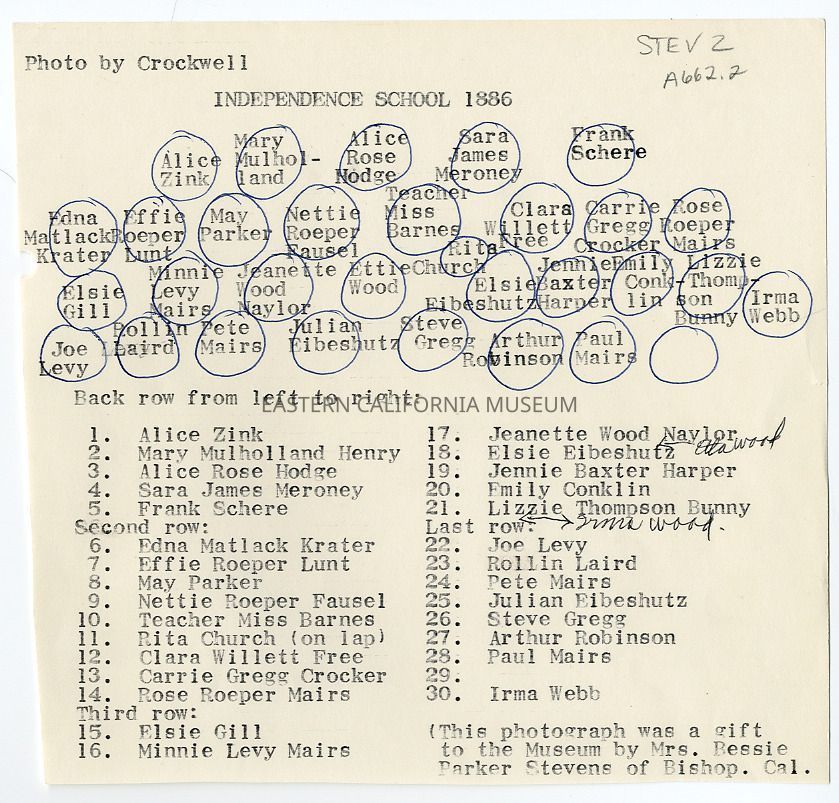 STEV 2
A662.2
Photo by Crockwell
INDEPENDENCE SCHOOL 1886
Alice Zink
Mary Mulhol-land
Alice Rose Hodge
Sara James Meroney
Frank Schere
Edna Matlack Krater
Effie Roeper Lunt
May Parker
Nettie Roeper Fausel
Teacher Miss Barnes
Rita Church
Clara Willett Free
Carrie Gregg Crocker
Rose Roeper Mairs
Elsie Gill
Minnie Levy Mairs
Jeanette Wood Naylor
Ettie Wood
Elsie Eibeshutz
Jennie Baxter Harper
Emily Conk-lin
Lizzie Thomp-son Bunny
Irma Webb
Joe Levy
Rollin Laird
Pete Mairs
Julian Eibeshutz
Steve Gregg
Arthur Robinson
Paul Mairs
Back row from left to right:
EASTERN CALIFORNIA MUSEUM
1. Alice Zink
2. Mary Mulholland Henry
3. Alice Rose Hodge
4. Sara James Meroney
5. Frank Schere
Second row:
6. Edna Matlack Krater
7. Effie Roeper Lunt
8. May Parker
9. Nettie Roeper Fausel
10. Teacher Miss Barnes
11. Rita Church (on lap)
12. Clara Willett Free
13. Carrie Gregg Crocker
14. Rose Roeper Mairs
Third row:
15. Elsie Gill
16. Minnie Levy Mairs
17. Jeanette Wood Naylor
18. Elsie Eibeshutz Etta Wood
19. Jennie Baxter Harper
20. Emily Conklin
21. Lizzie Thompson Bunny
Last row: Irma Wood.
22. Joe Levy
23. Rollin Laird
24. Pete Mairs
25. Julian Eibeshutz
26. Steve Gregg
27. Arthur Robinson
28. Paul Mairs
29.
30. Irma Webb
(This photograph was a gift
to the Museum by Mrs. Bessie
Parker Stevens of Bishop. Cal.